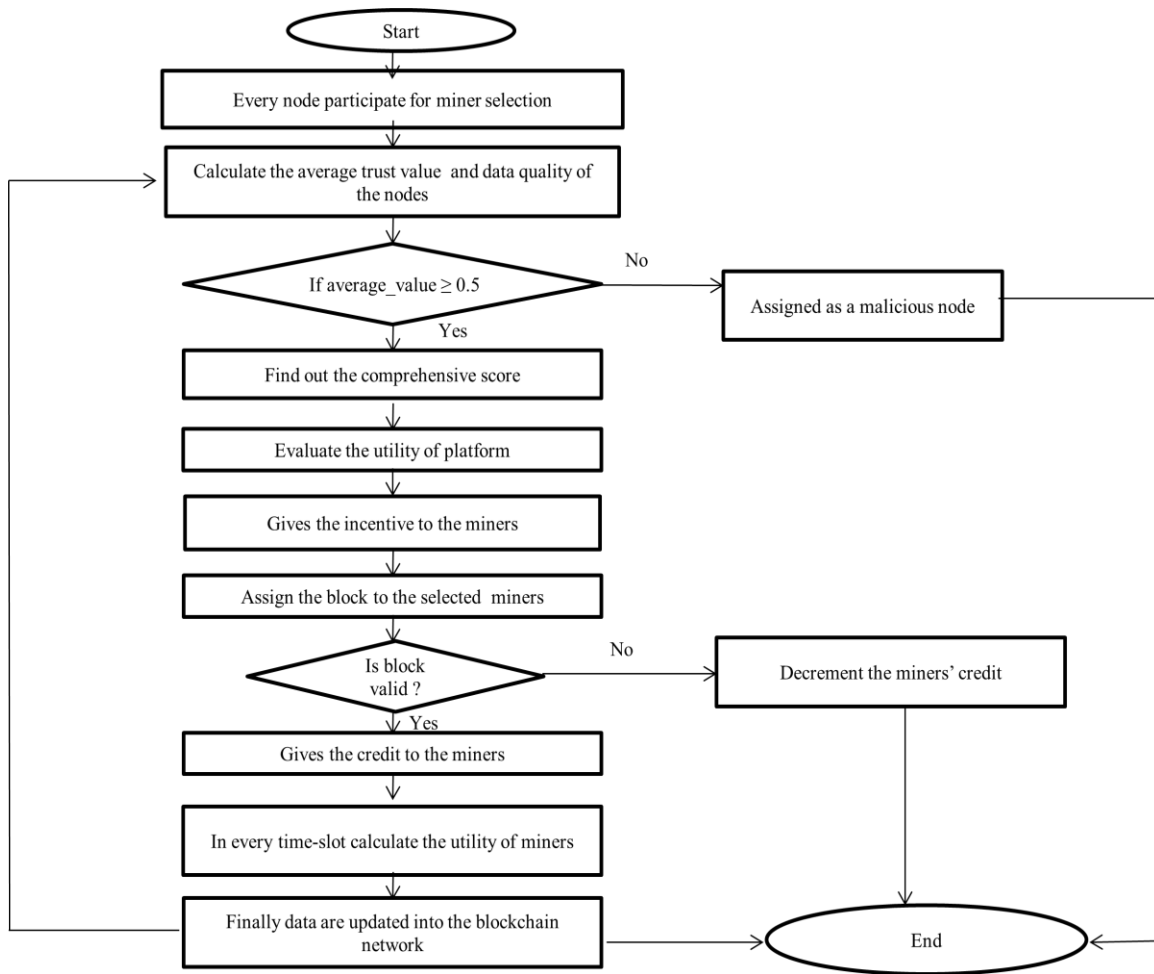 Start
Every node participate for miner selection
Calculate the average trust value and data quality of
the nodes
If average_value ≥ 0.5
No
Assigned as a malicious node
Yes
Find out the comprehensive score
Evaluate the utility of platform
Gives the incentive to the miners
Assign the block to the selected miners
Is block
valid ?
No
Decrement the miners’ credit
Yes
Gives the credit to the miners
In every time-slot calculate the utility of miners
Finally data are updated into the blockchain
network
End